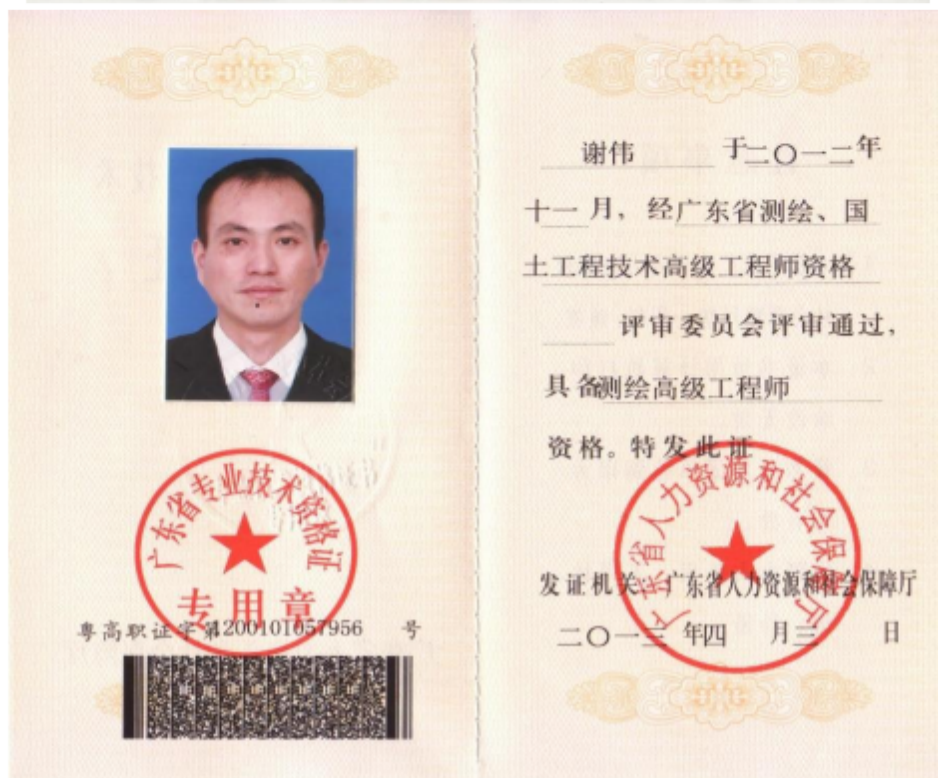 广东省专业技术资格证
专用章
粤高职证字第1200101057956 号
谢伟 于二〇一二年
十一月，经广东省测绘、国
土工程技术高级工程师资格
评审委员会评审通过，
具备测绘高级工程师
资格。特发此证
广东省人力资源和社会保障厅
发证机关：广东省人力资源和社会保障厅
二〇一三年四月三日